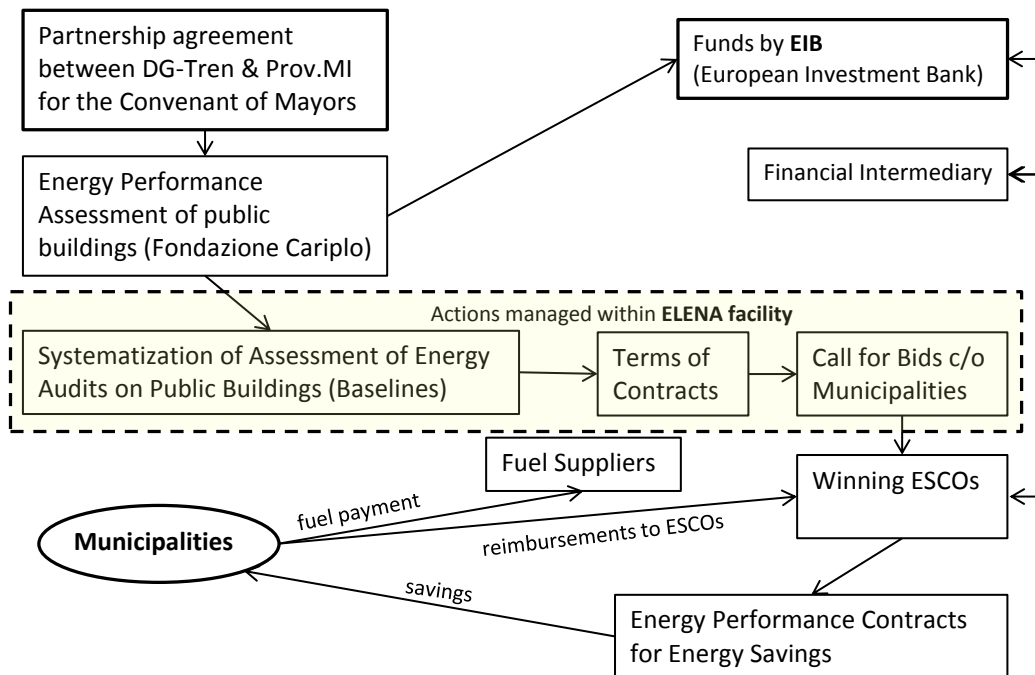 Partnership agreement
between DG-Tren & Prov.MI
for the Convenant of Mayors
Funds by EIB
(European Investment Bank)
Energy Performance
Assessment of public
buildings (Fondazione Cariplo)
Financial Intermediary
Actions managed within ELENA facility
Systematization of Assessment of Energy
Audits on Public Buildings (Baselines)
Terms of
Contracts
Call for Bids c/o
Municipalities
Fuel Suppliers
Winning ESCOs
fuel payment
reimbursements to ESCOs
Municipalities
savings
Energy Performance Contracts
for Energy Savings